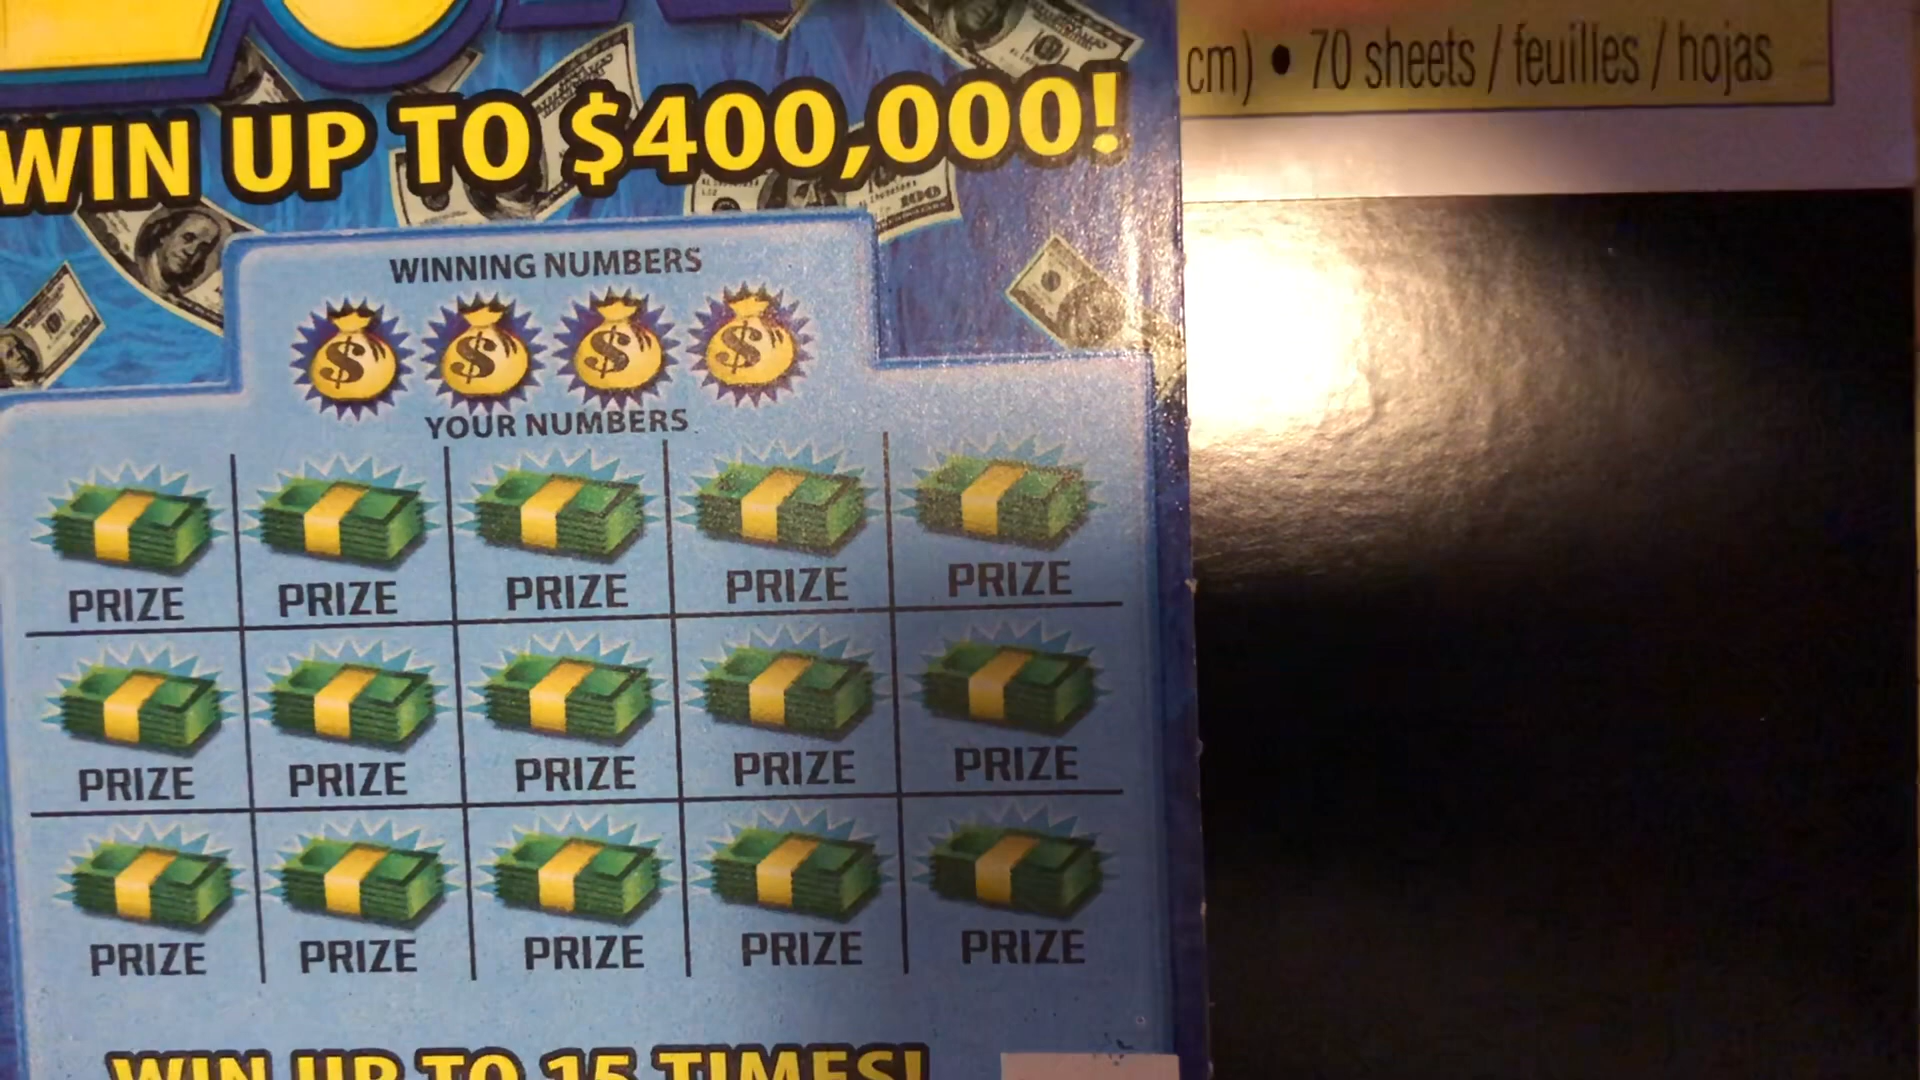 cm) • 70 sheets / feuilles / hojas
WIN UP TO $400,000!
WINNING NUMBERS
$ $ $ $
YOUR NUMBERS
PRIZE PRIZE PRIZE PRIZE PRIZE
PRIZE PRIZE PRIZE PRIZE PRIZE
PRIZE PRIZE PRIZE PRIZE PRIZE
WIN UP TO 15 TIMES!